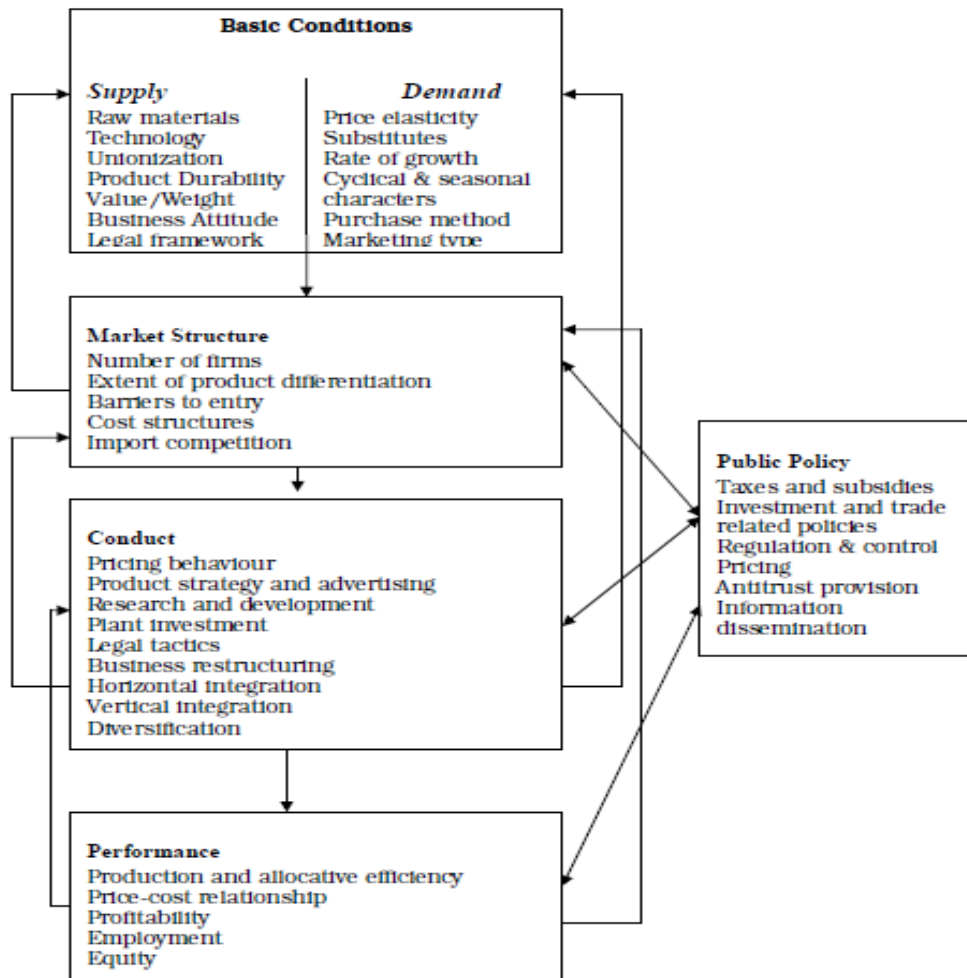 Basic Conditions
Supply
Raw materials
Technology
Unionization
Product Durability
Value/Weight
Business Attitude
Legal framework
Demand
Price elasticity
Substitutes
Rate of growth
Cyclical & seasonal
characters
Purchase method
Marketing type
Market Structure
Number of firms
Extent of product differentiation
Barriers to entry
Cost structures
Import competition
Conduct
Pricing behaviour
Product strategy and advertising
Research and development
Plant investment
Legal tactics
Business restructuring
Horizontal integration
Vertical integration
Diversification
Performance
Production and allocative efficiency
Price-cost relationship
Profitability
Employment
Equity
Public Policy
Taxes and subsidies
Investment and trade
related policies
Regulation & control
Pricing
Antitrust provision
Information
dissemination